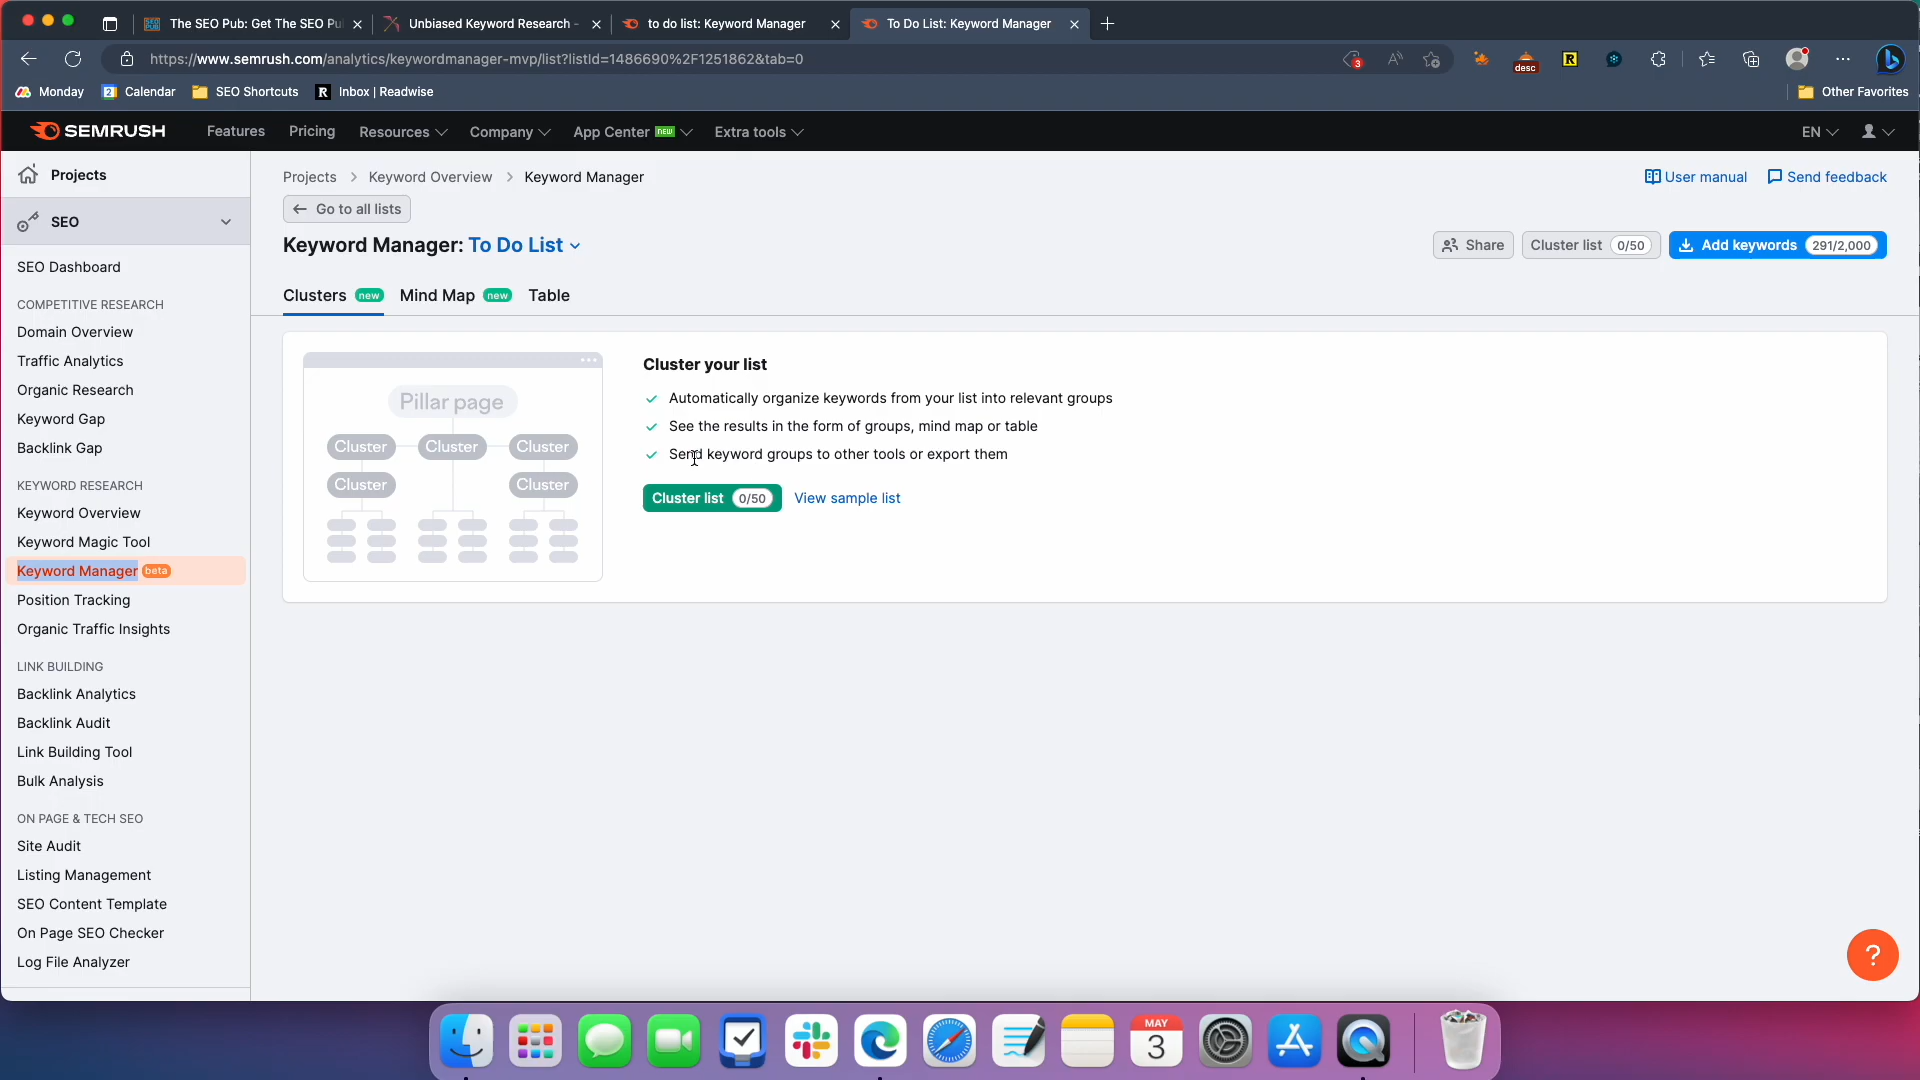 The SEO Pub: Get The SEO Pu
Unbiased Keyword Research -
to do list: Keyword Manager
To Do List: Keyword Manager
https://www.semrush.com/analytics/keywordmanager-mvp/list?listId=1486690%2F1251862&tab=0
3
desc
R
Monday
2
Calendar
SEO Shortcuts
R
Inbox | Readwise
Other Favorites
SEMRUSH
Features
Pricing
Resources
Company
App Center NEW
Extra tools
EN
Projects
SEO
SEO Dashboard
COMPETITIVE RESEARCH
Domain Overview
Traffic Analytics
Organic Research
Keyword Gap
Backlink Gap
KEYWORD RESEARCH
Keyword Overview
Keyword Magic Tool
Keyword Manager beta
Position Tracking
Organic Traffic Insights
LINK BUILDING
Backlink Analytics
Backlink Audit
Link Building Tool
Bulk Analysis
ON PAGE & TECH SEO
Site Audit
Listing Management
SEO Content Template
On Page SEO Checker
Log File Analyzer
Projects > Keyword Overview > Keyword Manager
User manual
Send feedback
Go to all lists
Keyword Manager: To Do List
Share
Cluster list 0/50
Add keywords 291/2,000
Clusters new
Mind Map new
Table
Pillar page
Cluster Cluster Cluster
Cluster Cluster
Cluster your list
Automatically organize keywords from your list into relevant groups
See the results in the form of groups, mind map or table
Send keyword groups to other tools or export them
Cluster list 0/50
View sample list
?
MAY
3